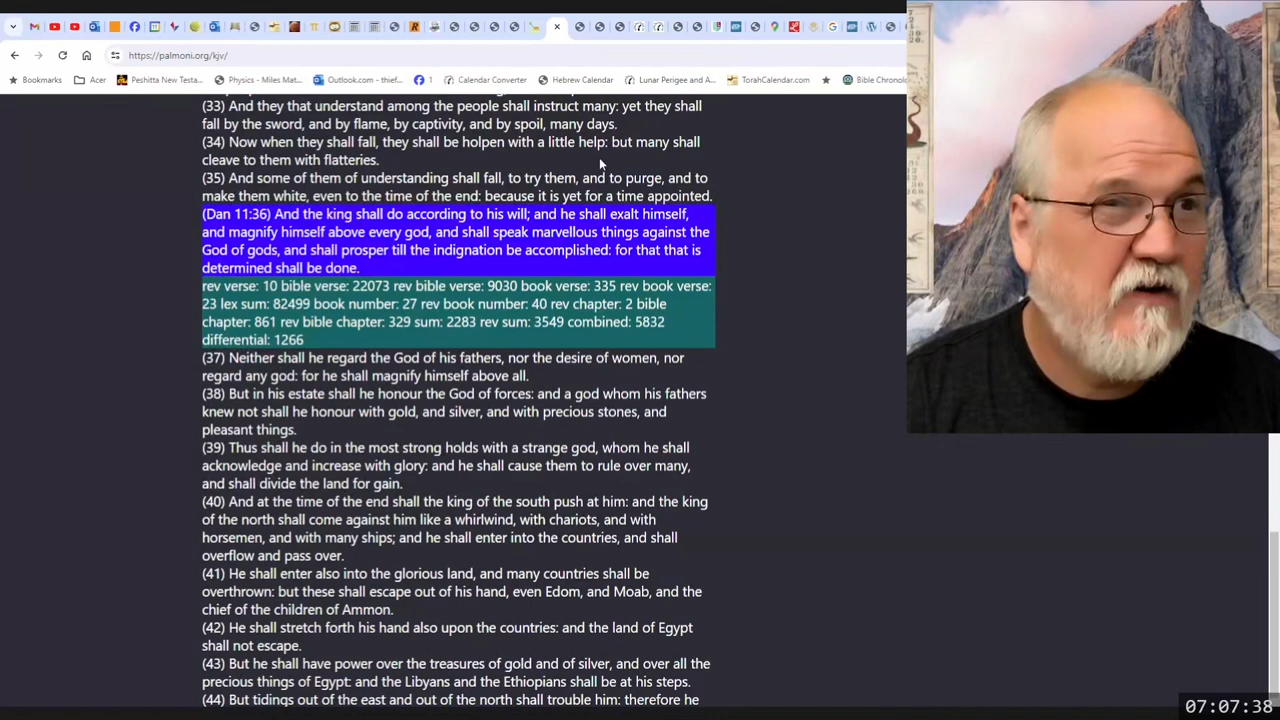 https://palmoni.org/kjv/
Bookmarks Acer Peshitta New Testa... Physics - Miles Mat... Outlook.com - thief... 1 Calendar Converter Hebrew Calendar Lunar Perigee and A... TorahCalendar.com Bible Chronolo
(33) And they that understand among the people shall instruct many: yet they shall
fall by the sword, and by flame, by captivity, and by spoil, many days.
(34) Now when they shall fall, they shall be holpen with a little help: but many shall
cleave to them with flatteries.
(35) And some of them of understanding shall fall, to try them, and to purge, and to
make them white, even to the time of the end: because it is yet for a time appointed.
(Dan 11:36) And the king shall do according to his will; and he shall exalt himself,
and magnify himself above every god, and shall speak marvellous things against the
God of gods, and shall prosper till the indignation be accomplished: for that that is
determined shall be done.
rev verse: 10 bible verse: 22073 rev bible verse: 9030 book verse: 335 rev book verse:
23 lex sum: 82499 book number: 27 rev book number: 40 rev chapter: 2 bible
chapter: 861 rev bible chapter: 329 sum: 2283 rev sum: 3549 combined: 5832
differential: 1266
(37) Neither shall he regard the God of his fathers, nor the desire of women, nor
regard any god: for he shall magnify himself above all.
(38) But in his estate shall he honour the God of forces: and a god whom his fathers
knew not shall he honour with gold, and silver, and with precious stones, and
pleasant things.
(39) Thus shall he do in the most strong holds with a strange god, whom he shall
acknowledge and increase with glory: and he shall cause them to rule over many,
and shall divide the land for gain.
(40) And at the time of the end shall the king of the south push at him: and the king
of the north shall come against him like a whirlwind, with chariots, and with
horsemen, and with many ships; and he shall enter into the countries, and shall
overflow and pass over.
(41) He shall enter also into the glorious land, and many countries shall be
overthrown: but these shall escape out of his hand, even Edom, and Moab, and the
chief of the children of Ammon.
(42) He shall stretch forth his hand also upon the countries: and the land of Egypt
shall not escape.
(43) But he shall have power over the treasures of gold and of silver, and over all the
precious things of Egypt: and the Libyans and the Ethiopians shall be at his steps.
(44) But tidings out of the east and out of the north shall trouble him: therefore he
07:07:38